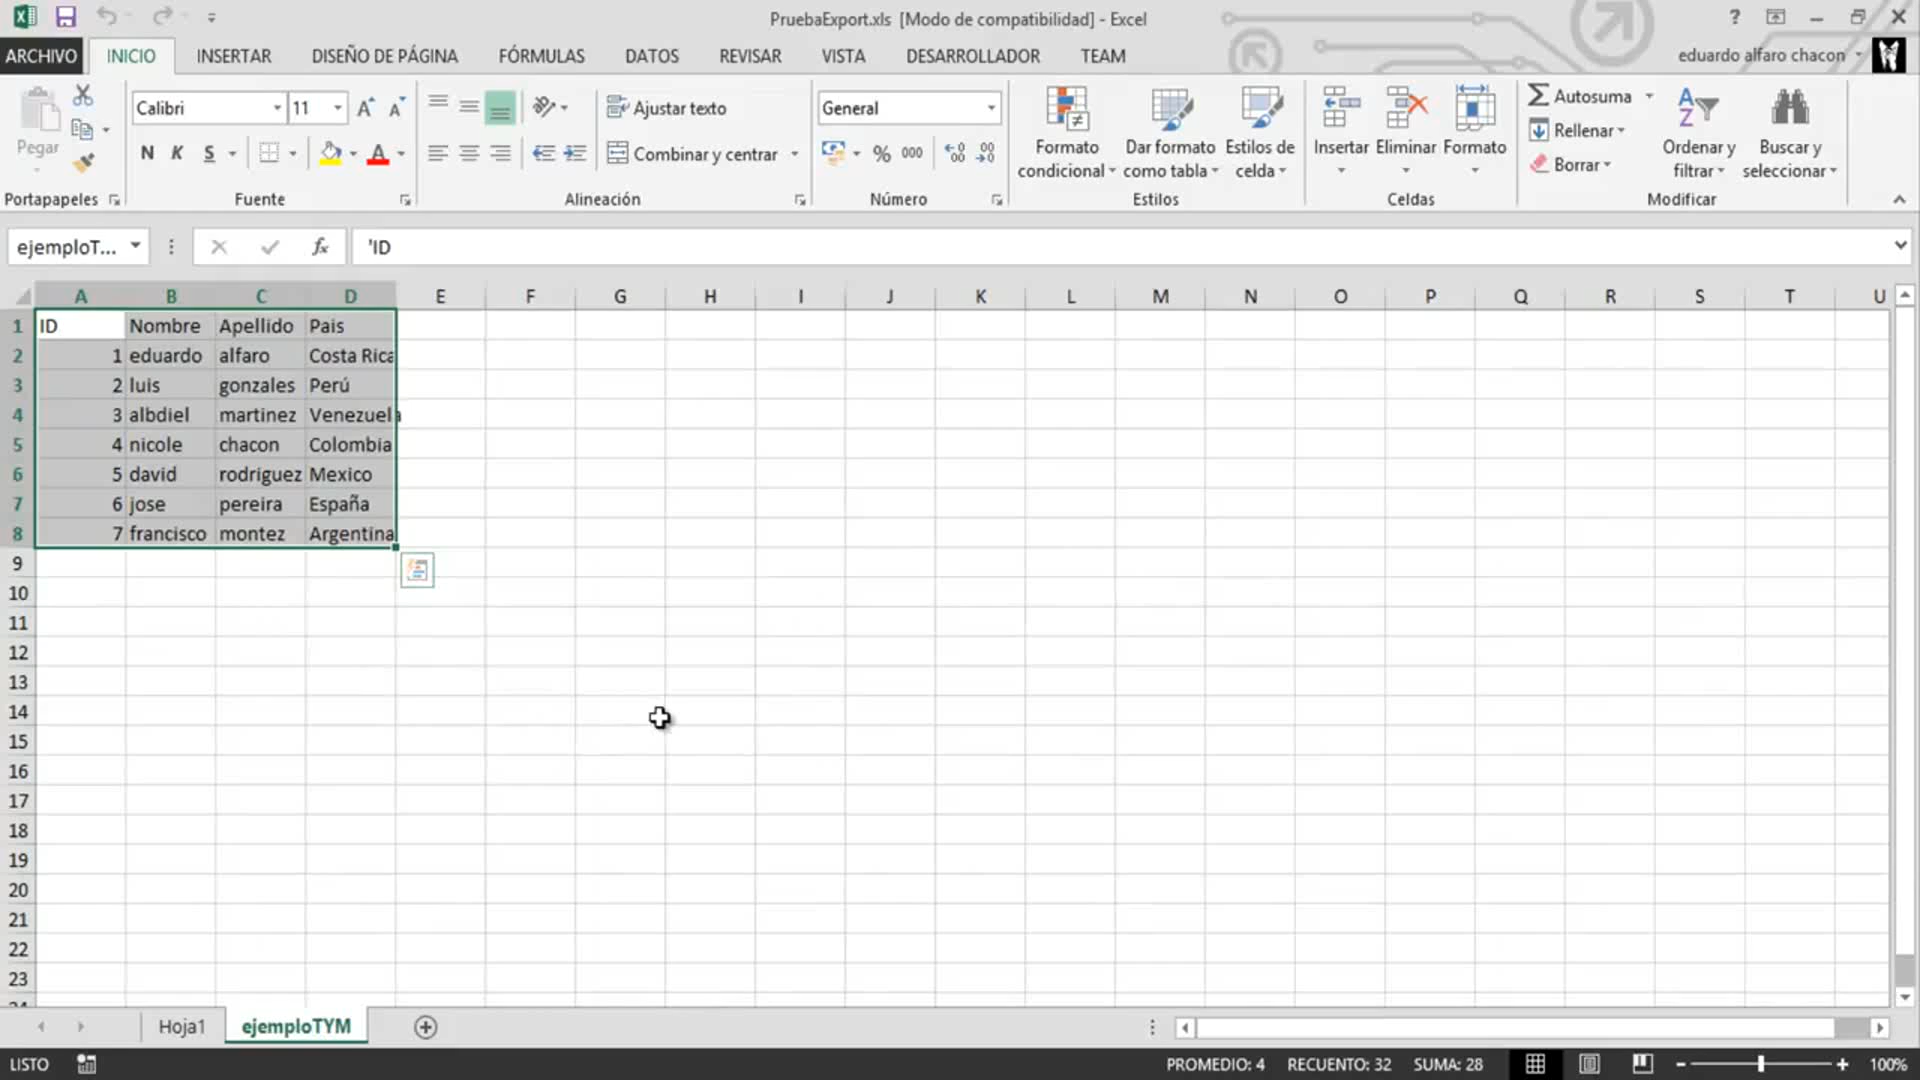 PruebaExport.xls [Modo de compatibilidad] - Excel
?
ARCHIVO INICIO INSERTAR DISEÑO DE PÁGINA FÓRMULAS DATOS REVISAR VISTA DESARROLLADOR TEAM eduardo alfaro chacon
Pegar
Portapapeles
Calibri 11
N K S
Fuente
Ajustar texto
Combinar y centrar
Alineación
General
% 000
Número
Formato condicional
Dar formato como tabla
Estilos de celda
Estilos
Insertar Eliminar Formato
Celdas
Autosuma
Rellenar
Borrar
Ordenar y filtrar
Buscar y seleccionar
Modificar
ejemploT... fx 'ID
A B C D E F G H I J K L M N O P Q R S T U
1 ID Nombre Apellido Pais
2 1 eduardo alfaro Costa Rica
3 2 luis gonzales Perú
4 3 albdiel martinez Venezuela
5 4 nicole chacon Colombia
6 5 david rodriguez Mexico
7 6 jose pereira España
8 7 francisco montez Argentina
9
10
11
12
13
14
15
16
17
18
19
20
21
22
23
24
Hoja1 ejemploTYM
LISTO PROMEDIO: 4 RECUENTO: 32 SUMA: 28 100%